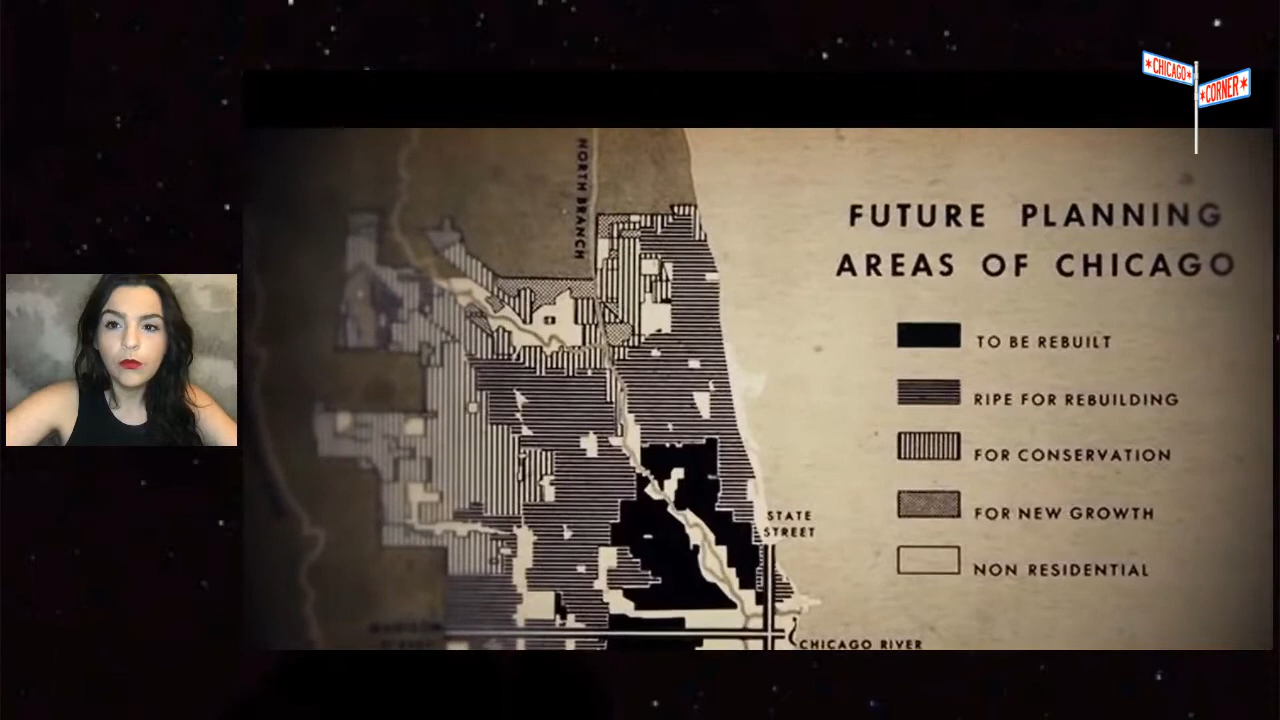 *CHICAGO*
*CORNER*
NORTH BRANCH
FUTURE PLANNING
AREAS OF CHICAGO
TO BE REBUILT
RIPE FOR REBUILDING
FOR CONSERVATION
FOR NEW GROWTH
NON RESIDENTIAL
STATE
STREET
CHICAGO RIVER